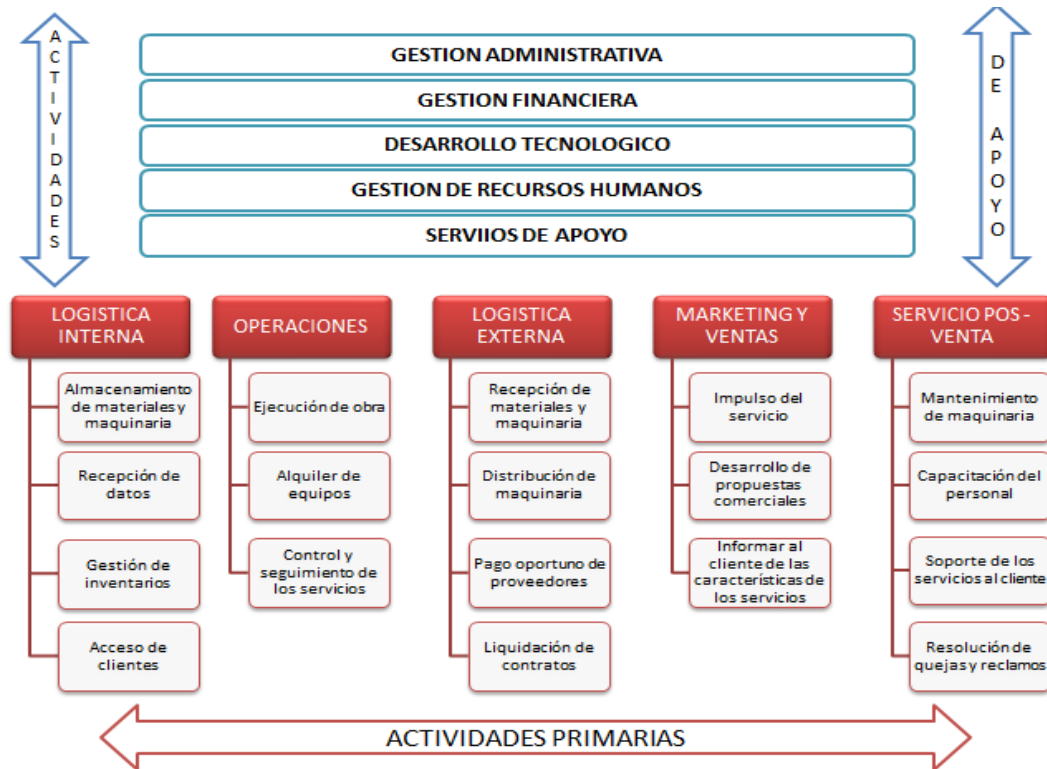 ACTIVIDADES
DE APOYO
GESTION ADMINISTRATIVA
GESTION FINANCIERA
DESARROLLO TECNOLOGICO
GESTION DE RECURSOS HUMANOS
SERVIIOS DE APOYO
LOGISTICA
INTERNA
Almacenamiento
de materiales y
maquinaria
Recepción de
datos
Gestión de
inventarios
Acceso de
clientes
OPERACIONES
Ejecución de obra
Alquiler de
equipos
Control y
seguimiento de
los servicios
LOGISTICA
EXTERNA
Recepción de
materiales y
maquinaria
Distribución de
maquinaria
Pago oportuno de
proveedores
Liquidación de
contratos
MARKETING Y
VENTAS
Impulso del
servicio
Desarrollo de
propuestas
comerciales
Informar al
cliente de las
características de
los servicios
SERVICIO POS -
VENTA
Mantenimiento
de maquinaria
Capacitación del
personal
Soporte de los
servicios al cliente
Resolución de
quejas y reclamos
ACTIVIDADES PRIMARIAS